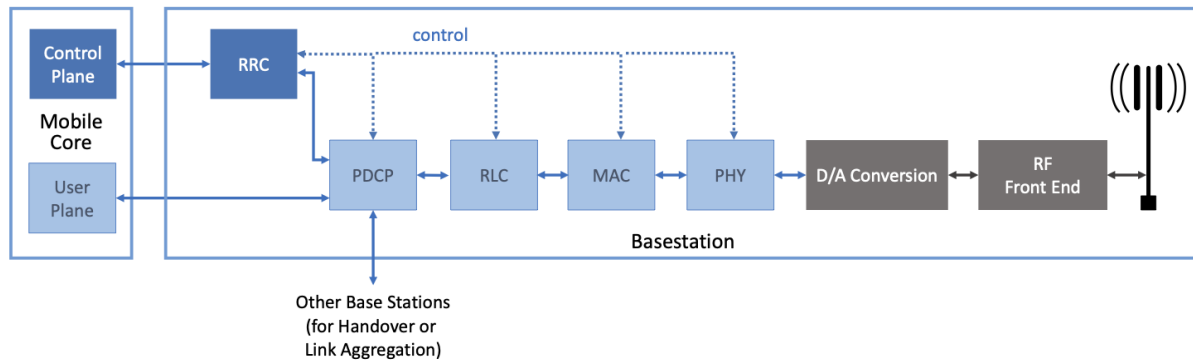 control
Control
Plane
RRC
Mobile
Core
User
Plane
PDCP
RLC
MAC
PHY
D/A Conversion
RF
Front End
Basestation
Other Base Stations
(for Handover or
Link Aggregation)